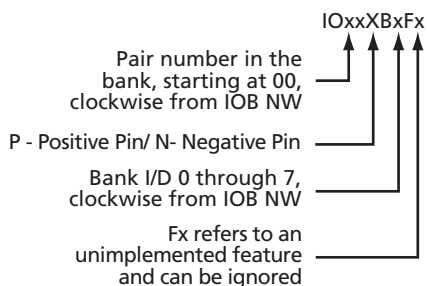 IOxxXBxFx
Pair number in the
bank, starting at 00,
clockwise from IOB NW
P - Positive Pin/ N- Negative Pin
Bank I/D 0 through 7,
clockwise from IOB NW
Fx refers to an
unimplemented feature
and can be ignored